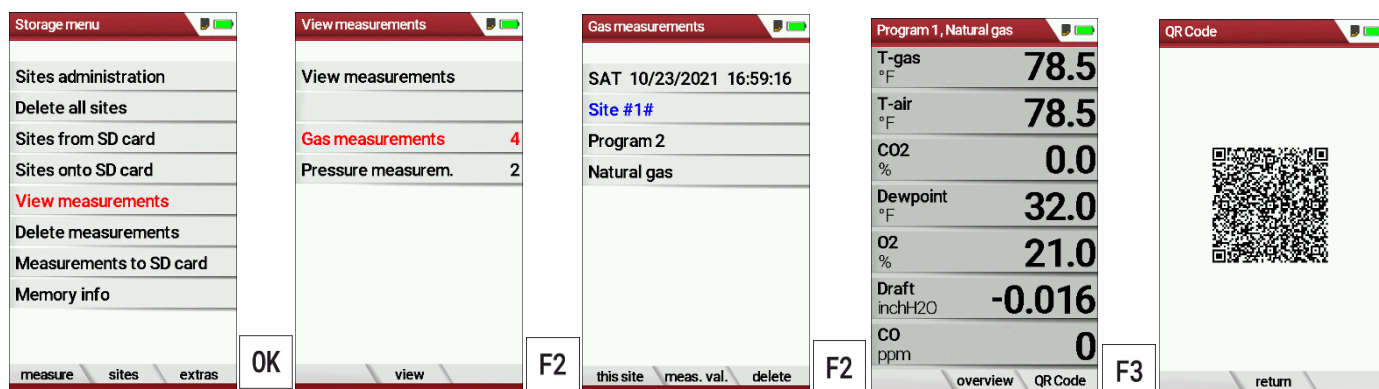 Storage menu
Sites administration
Delete all sites
Sites from SD card
Sites onto SD card
View measurements
Delete measurements
Measurements to SD card
Memory info
measure sites extras
OK
View measurements
View measurements
Gas measurements 4
Pressure measurem. 2
view
F2
Gas measurements
SAT 10/23/2021 16:59:16
Site #1#
Program 2
Natural gas
this site meas. val. delete
F2
Program 1, Natural gas
T-gas
°F 78.5
T-air
°F 78.5
CO2
% 0.0
Dewpoint
°F 32.0
O2
% 21.0
Draft
inchH2O -0.016
CO
ppm 0
overview QR Code
F3
QR Code
return